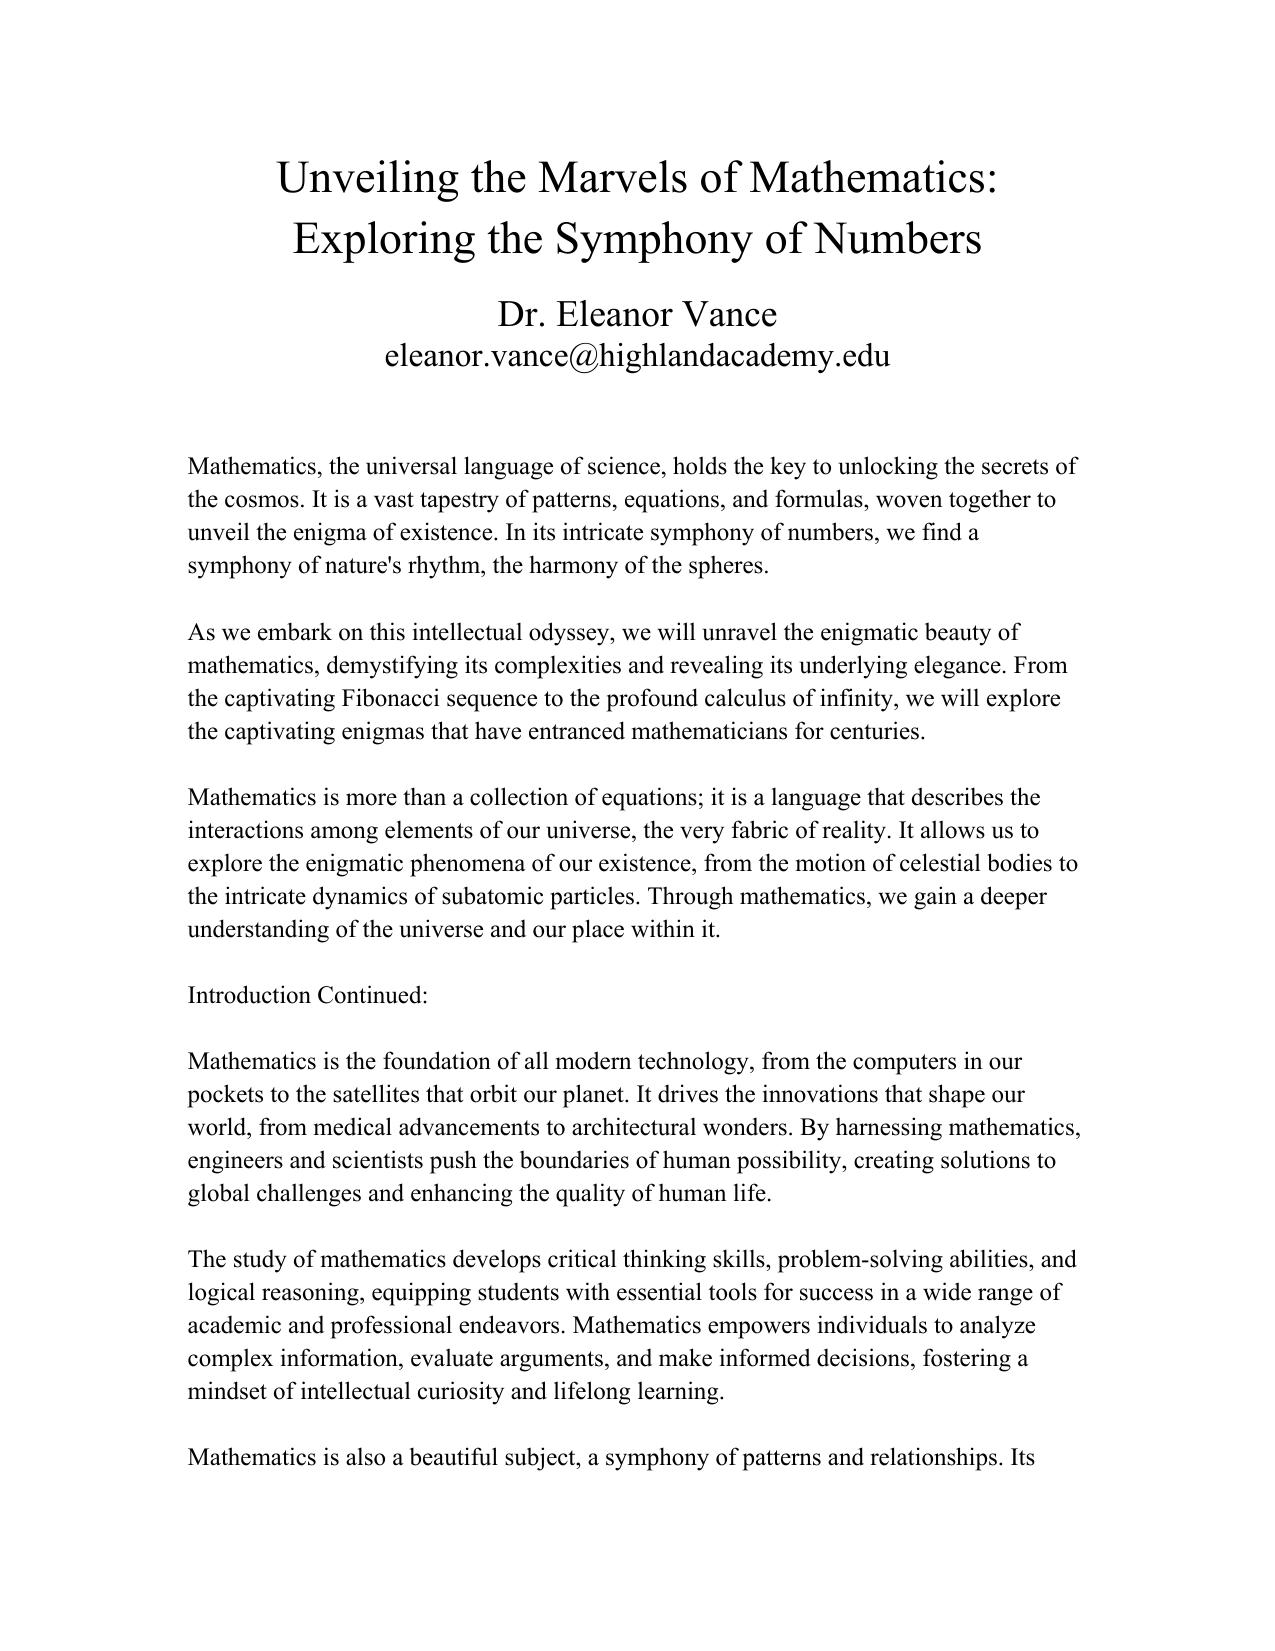 Unveiling the Marvels of Mathematics:
Exploring the Symphony of Numbers
Dr. Eleanor Vance
eleanor.vance@highlandacademy.edu
Mathematics, the universal language of science, holds the key to unlocking the secrets of
the cosmos. It is a vast tapestry of patterns, equations, and formulas, woven together to
unveil the enigma of existence. In its intricate symphony of numbers, we find a
symphony of nature's rhythm, the harmony of the spheres.
As we embark on this intellectual odyssey, we will unravel the enigmatic beauty of
mathematics, demystifying its complexities and revealing its underlying elegance. From
the captivating Fibonacci sequence to the profound calculus of infinity, we will explore
the captivating enigmas that have entranced mathematicians for centuries.
Mathematics is more than a collection of equations; it is a language that describes the
interactions among elements of our universe, the very fabric of reality. It allows us to
explore the enigmatic phenomena of our existence, from the motion of celestial bodies to
the intricate dynamics of subatomic particles. Through mathematics, we gain a deeper
understanding of the universe and our place within it.
Introduction Continued:
Mathematics is the foundation of all modern technology, from the computers in our
pockets to the satellites that orbit our planet. It drives the innovations that shape our
world, from medical advancements to architectural wonders. By harnessing mathematics,
engineers and scientists push the boundaries of human possibility, creating solutions to
global challenges and enhancing the quality of human life.
The study of mathematics develops critical thinking skills, problem-solving abilities, and
logical reasoning, equipping students with essential tools for success in a wide range of
academic and professional endeavors. Mathematics empowers individuals to analyze
complex information, evaluate arguments, and make informed decisions, fostering a
mindset of intellectual curiosity and lifelong learning.
Mathematics is also a beautiful subject, a symphony of patterns and relationships. Its